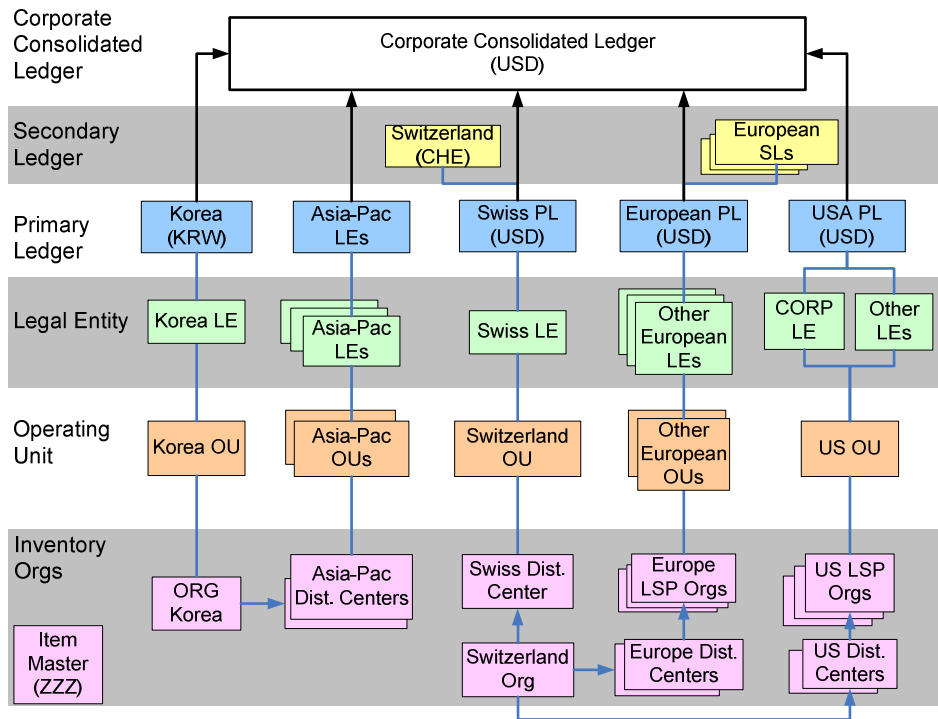 Corporate
Consolidated
Ledger
Corporate Consolidated Ledger
(USD)
Secondary
Ledger
Switzerland
(CHE)
European
SLs
Primary
Ledger
Korea
(KRW)
Asia-Pac
LEs
Swiss PL
(USD)
European PL
(USD)
USA PL
(USD)
Legal Entity
Korea LE
Asia-Pac
LEs
Swiss LE
Other
European
LEs
CORP
LE
Other
LEs
Operating
Unit
Korea OU
Asia-Pac
OUs
Switzerland
OU
Other
European
OUs
US OU
Inventory
Orgs
ORG
Korea
Asia-Pac
Dist. Centers
Swiss Dist.
Center
Europe
LSP Orgs
US LSP
Orgs
Item
Master
(ZZZ)
Switzerland
Org
Europe Dist.
Centers
US Dist.
Centers